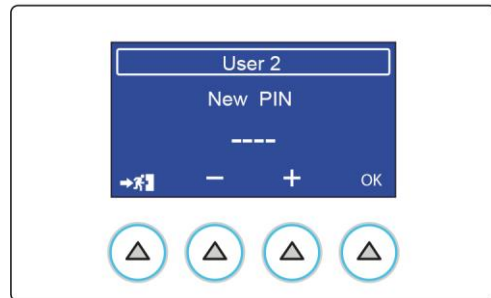 User 2
New PIN
----
− + OK